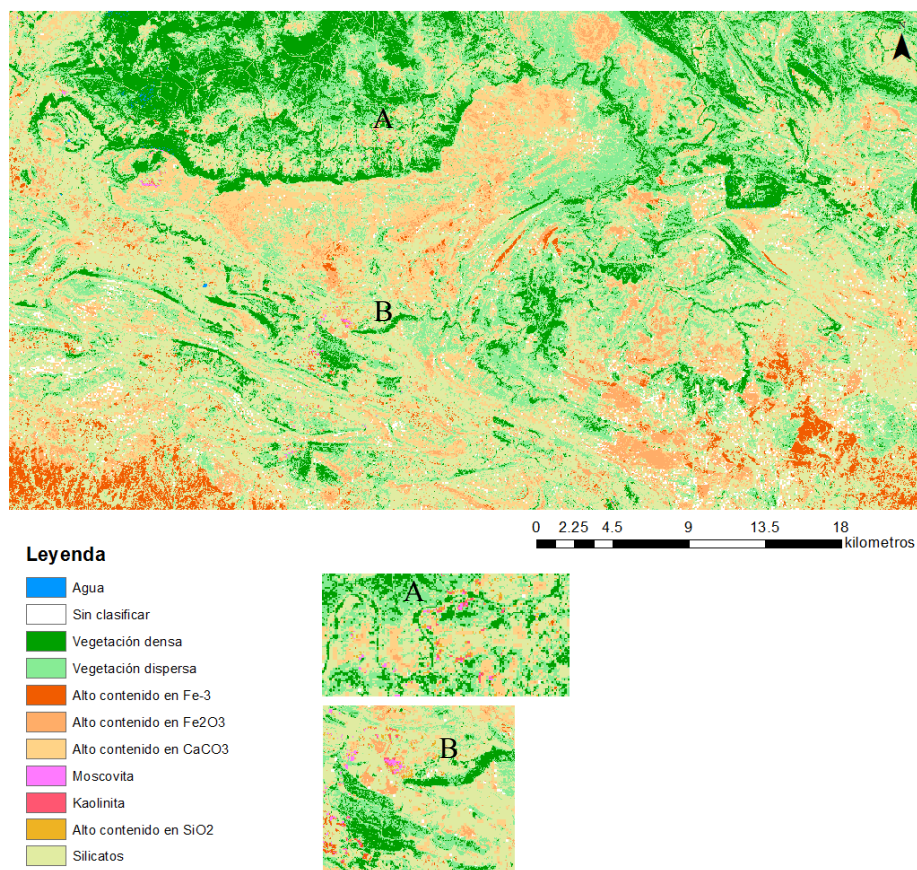 A
B
0 2.25 4.5 9 13.5 18
kilometros
Leyenda
Agua
Sin clasificar
Vegetación densa
Vegetación dispersa
Alto contenido en Fe-3
Alto contenido en Fe2O3
Alto contenido en CaCO3
Moscovita
Kaolinita
Alto contenido en SiO2
Silicatos
A
B